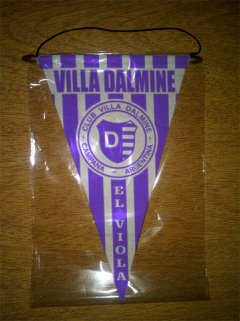 VILLA DALMINE
CLUB VILLA DALMINE
D
CAMPANA - ARGENTINA
EL VIOLA